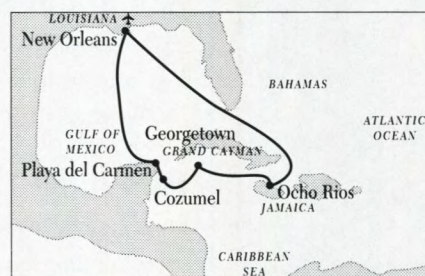 LOUISIANA
New Orleans
BAHAMAS
ATLANTIC
OCEAN
GULF OF
MEXICO
Georgetown
GRAND CAYMAN
Playa del Carmen
Cozumel
Ocho Rios
JAMAICA
CARIBBEAN
SEA